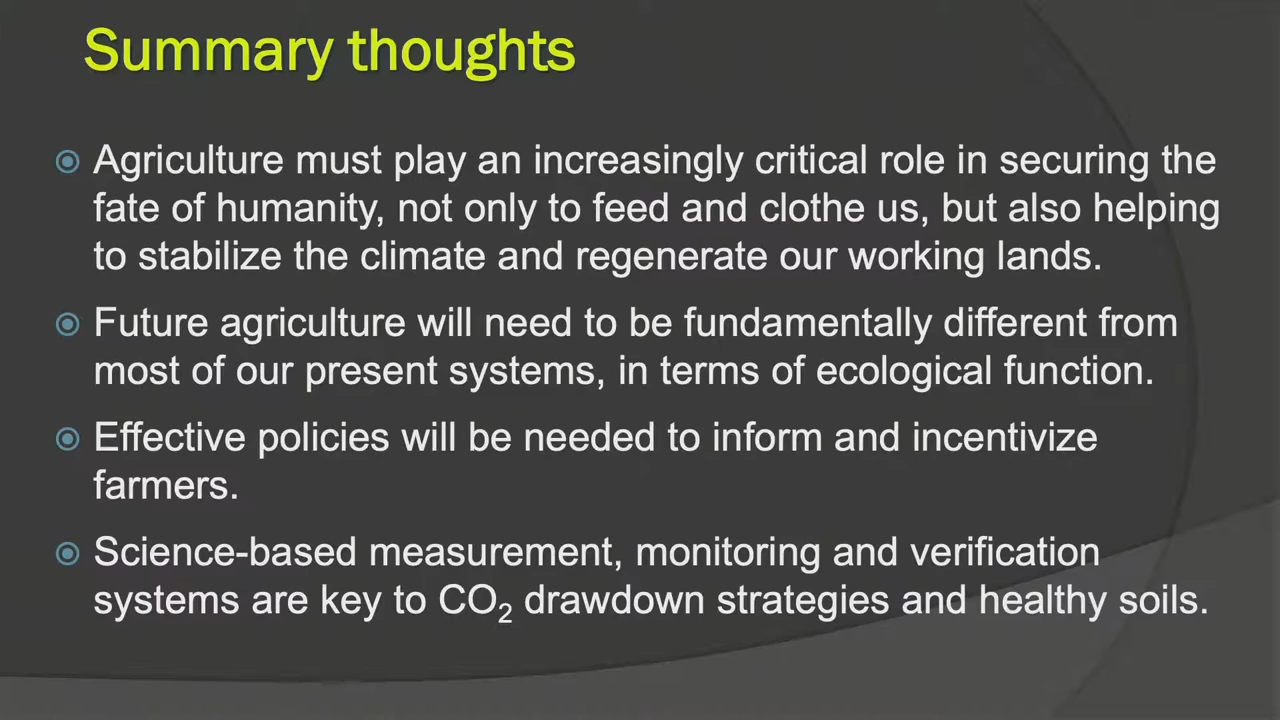 Summary thoughts
Agriculture must play an increasingly critical role in securing the
fate of humanity, not only to feed and clothe us, but also helping
to stabilize the climate and regenerate our working lands.
Future agriculture will need to be fundamentally different from
most of our present systems, in terms of ecological function.
Effective policies will be needed to inform and incentivize
farmers.
Science-based measurement, monitoring and verification
systems are key to CO₂ drawdown strategies and healthy soils.